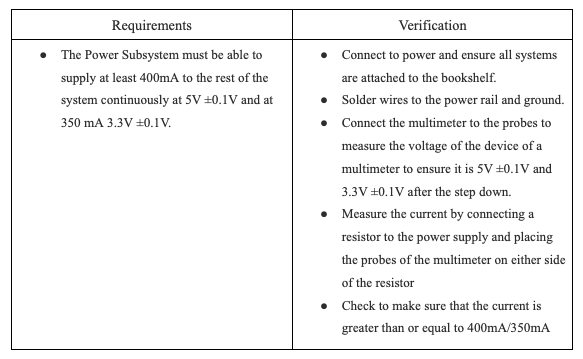 Requirements
Verification
● The Power Subsystem must be able to
supply at least 400mA to the rest of the
system continuously at 5V ±0.1V and at
350 mA 3.3V ±0.1V.
● Connect to power and ensure all systems
are attached to the bookshelf.
● Solder wires to the power rail and ground.
● Connect the multimeter to the probes to
measure the voltage of the device of a
multimeter to ensure it is 5V ±0.1V and
3.3V ±0.1V after the step down.
● Measure the current by connecting a
resistor to the power supply and placing
the probes of the multimeter on either side
of the resistor
● Check to make sure that the current is
greater than or equal to 400mA/350mA